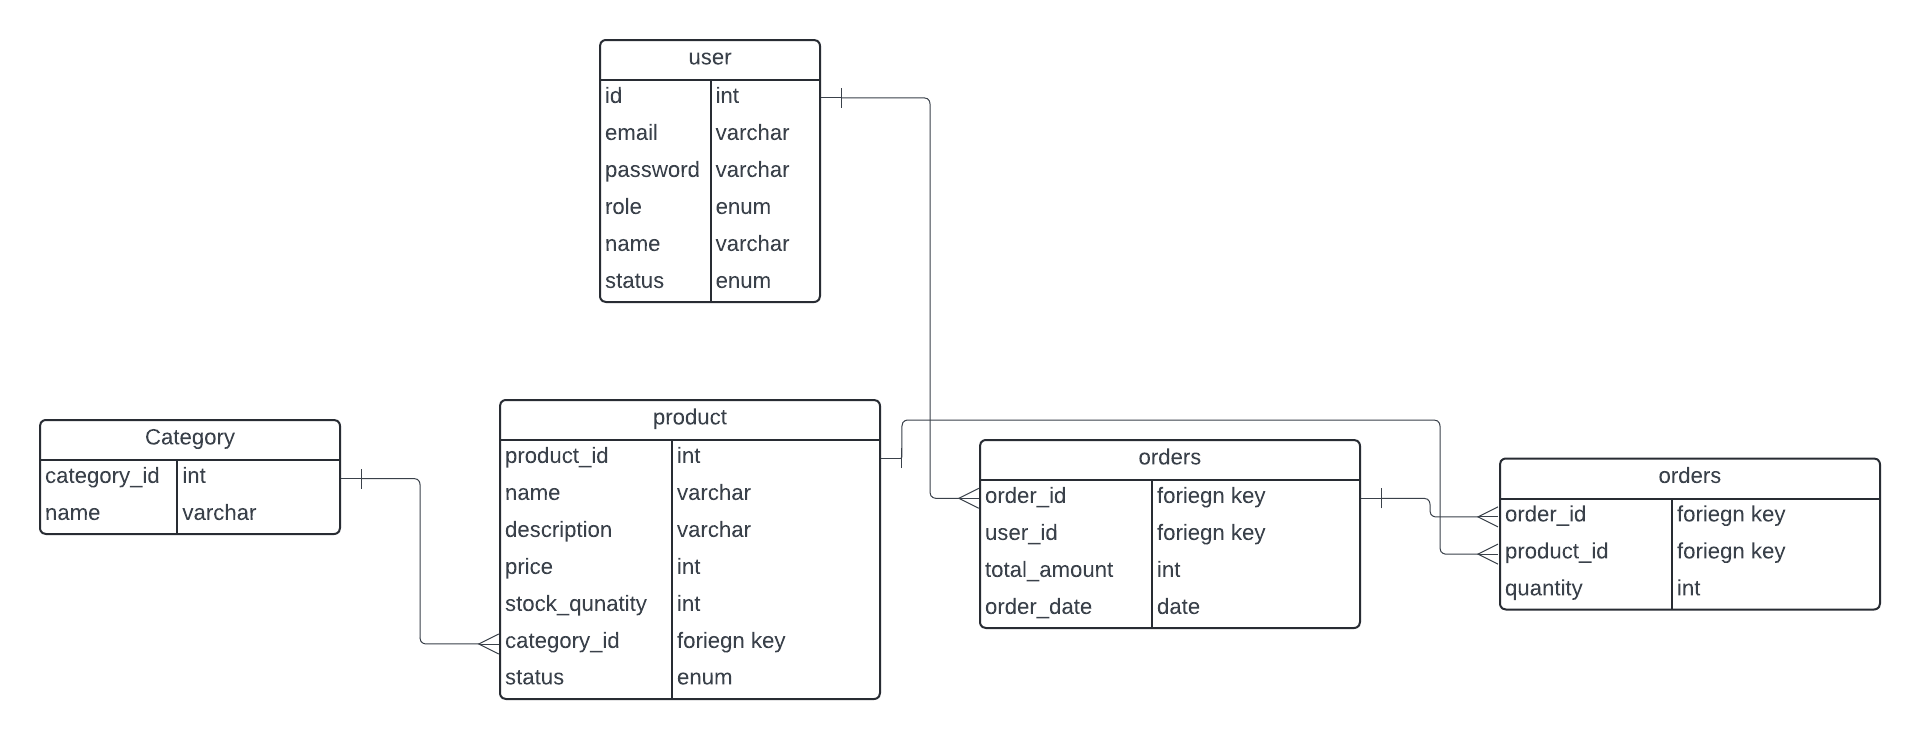 user
id int
email varchar
password varchar
role enum
name varchar
status enum
Category
category_id int
name varchar
product
product_id int
name varchar
description varchar
price int
stock_qunatity int
category_id foriegn key
status enum
orders
order_id foriegn key
user_id foriegn key
total_amount int
order_date date
orders
order_id foriegn key
product_id foriegn key
quantity int